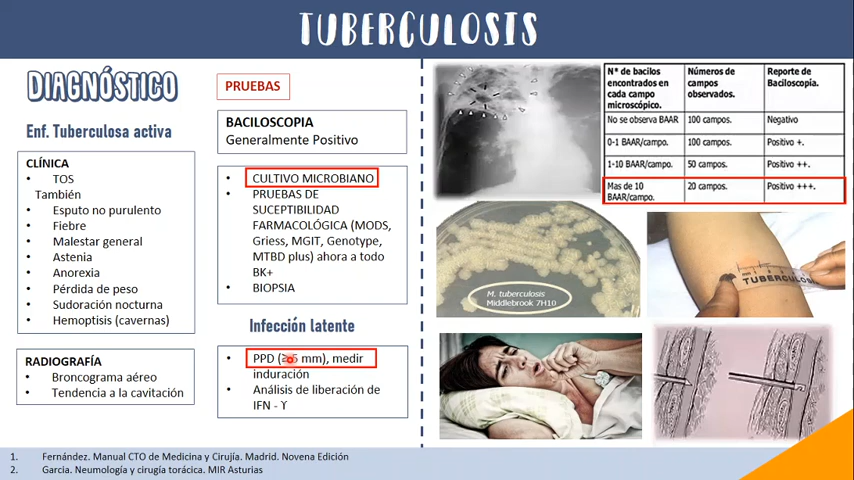 TUBERCULOSIS
DIAGNÓSTICO
Enf. Tuberculosa activa
CLÍNICA
• TOS
También
• Esputo no purulento
• Fiebre
• Malestar general
• Astenia
• Anorexia
• Pérdida de peso
• Sudoración nocturna
• Hemoptisis (cavernas)
RADIOGRAFÍA
• Broncograma aéreo
• Tendencia a la cavitación
PRUEBAS
BACILOSCOPIA
Generalmente Positivo
• CULTIVO MICROBIANO
• PRUEBAS DE
SUCEPTIBILIDAD
FARMACOLÓGICA (MODS,
Griess, MGIT, Genotype,
MTBD plus) ahora a todo
BK+
• BIOPSIA
Infección latente
• PPD (≥5 mm), medir
induración
• Análisis de liberación de
IFN - ϒ
N° de bacilos encontrados en cada campo microscópico. Números de campos observados. Reporte de Baciloscopía.
No se observa BAAR 100 campos. Negativo
0-1 BAAR/campo. 100 campos. Positivo +.
1-10 BAAR/campo. 50 campos. Positivo ++.
Mas de 10 BAAR/campo. 20 campos. Positivo +++.
M. tuberculosis
Middlebrook 7H10
mm
TUBERCULOSIS
1. Fernández. Manual CTO de Medicina y Cirujía. Madrid. Novena Edición
2. Garcia. Neumología y cirugía torácica. MIR Asturias